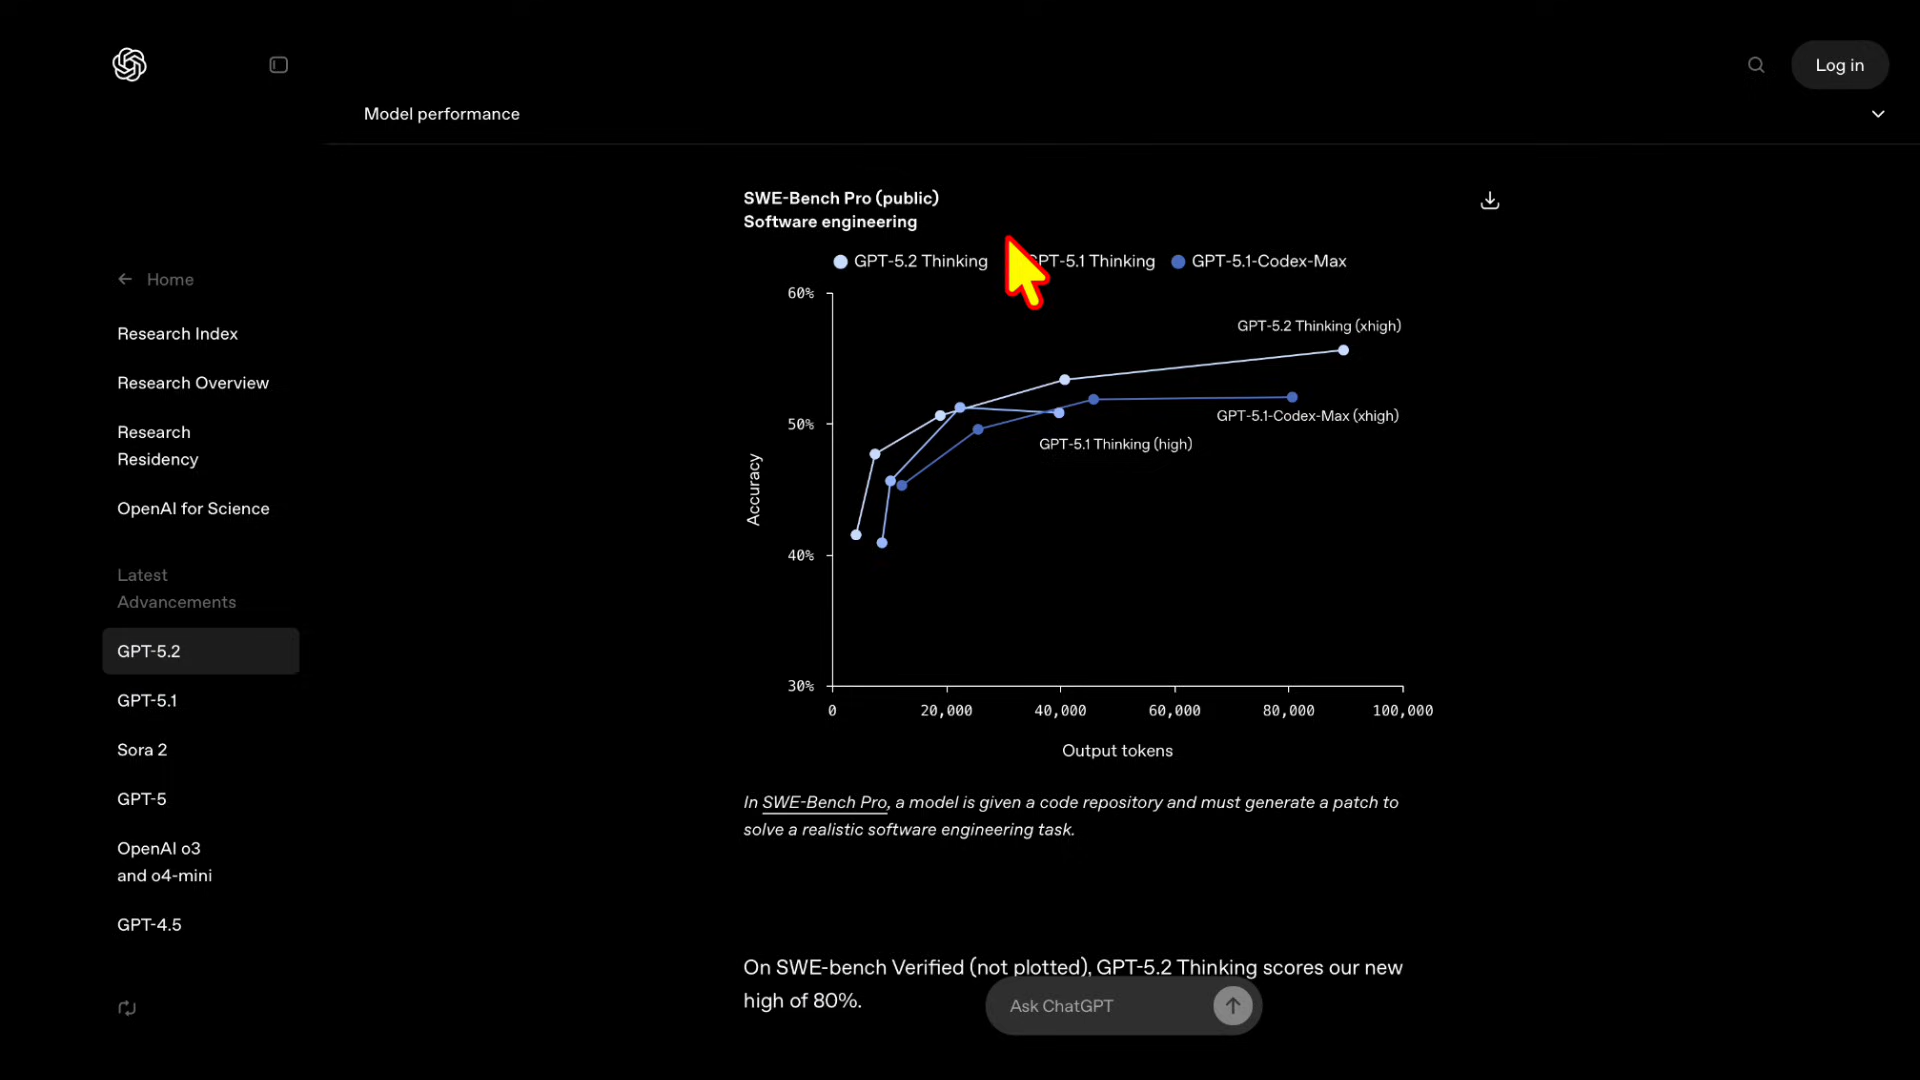 Log in
Model performance
SWE-Bench Pro (public)
Software engineering
GPT-5.2 Thinking
GPT-5.1 Thinking
GPT-5.1-Codex-Max
60%
50%
40%
30%
Accuracy
GPT-5.2 Thinking (xhigh)
GPT-5.1-Codex-Max (xhigh)
GPT-5.1 Thinking (high)
0
20,000
40,000
60,000
80,000
100,000
Output tokens
In SWE-Bench Pro, a model is given a code repository and must generate a patch to
solve a realistic software engineering task.
On SWE-bench Verified (not plotted), GPT-5.2 Thinking scores our new
high of 80%.
Ask ChatGPT
Home
Research Index
Research Overview
Research
Residency
OpenAI for Science
Latest
Advancements
GPT-5.2
GPT-5.1
Sora 2
GPT-5
OpenAI o3
and o4-mini
GPT-4.5